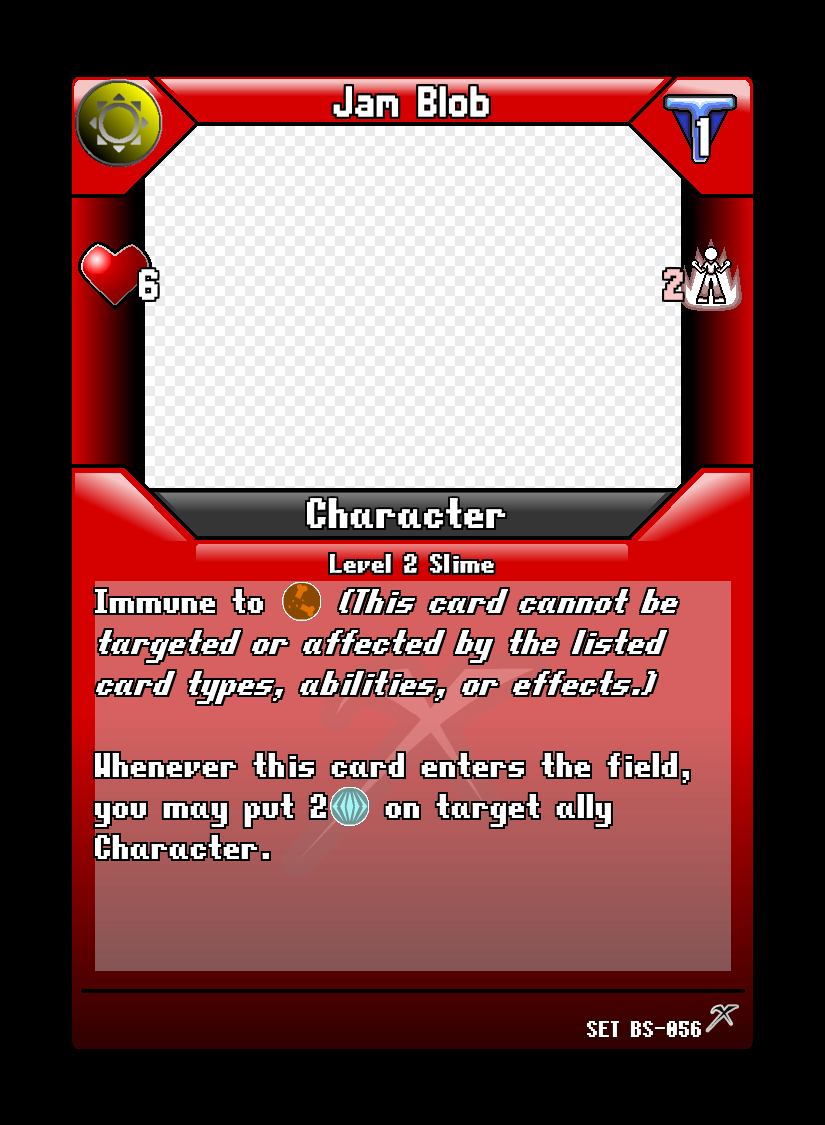 Jam Blob
1
6
2
Character
Level 2 Slime
Immune to (This card cannot be
targeted or affected by the listed
card types, abilities, or effects.)
Whenever this card enters the field,
you may put 2 on target ally
Character.
SET BS-056